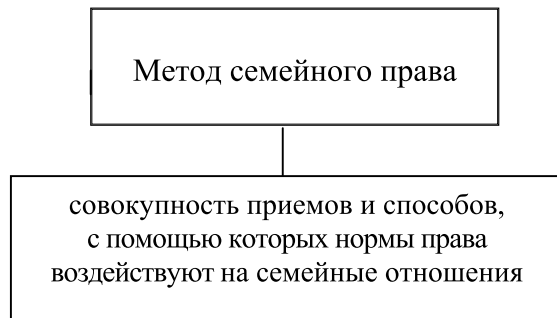 Метод семейного права
совокупность приемов и способов,
с помощью которых нормы права
воздействуют на семейные отношения